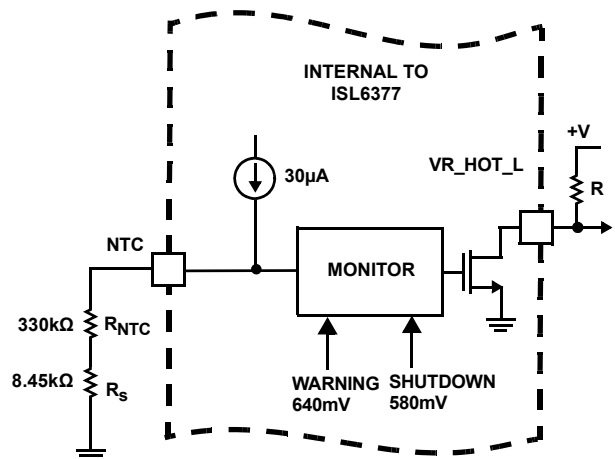 INTERNAL TO
ISL6377
+V
VR_HOT_L
R
30µA
NTC
MONITOR
330kΩ
RNTC
8.45kΩ
Rs
WARNING
640mV
SHUTDOWN
580mV